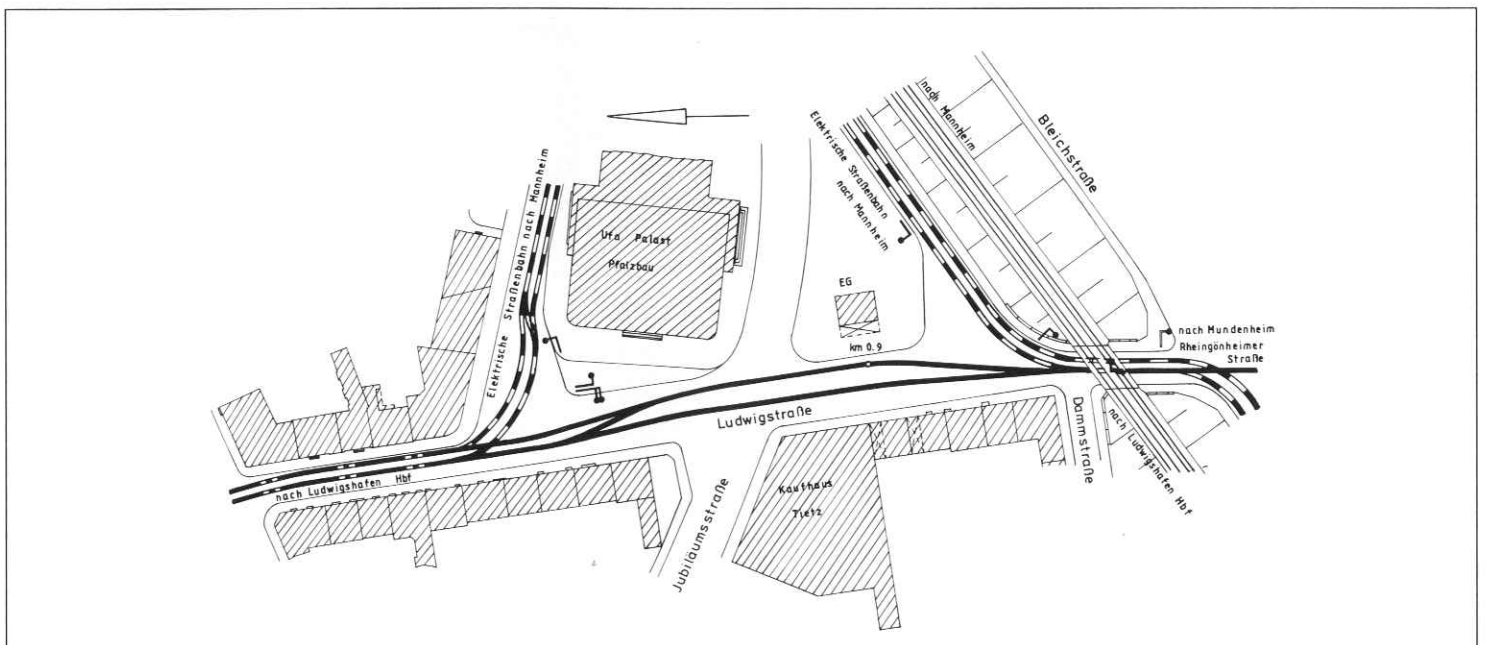 Elektrische Straßenbahn nach Mannheim
Ufa Palast
Pfalzbau
Elektrische Straßenbahn
nach Mannheim
nach Mannheim
Bleichstraße
EG
km 0.9
nach Mundenheim
Rheingönheimer
Straße
Ludwigstraße
nach Ludwigshafen Hbf
Jubiläumsstraße
Kaufhaus
Tietz
Dammstraße
nach Ludwigshafen Hbf